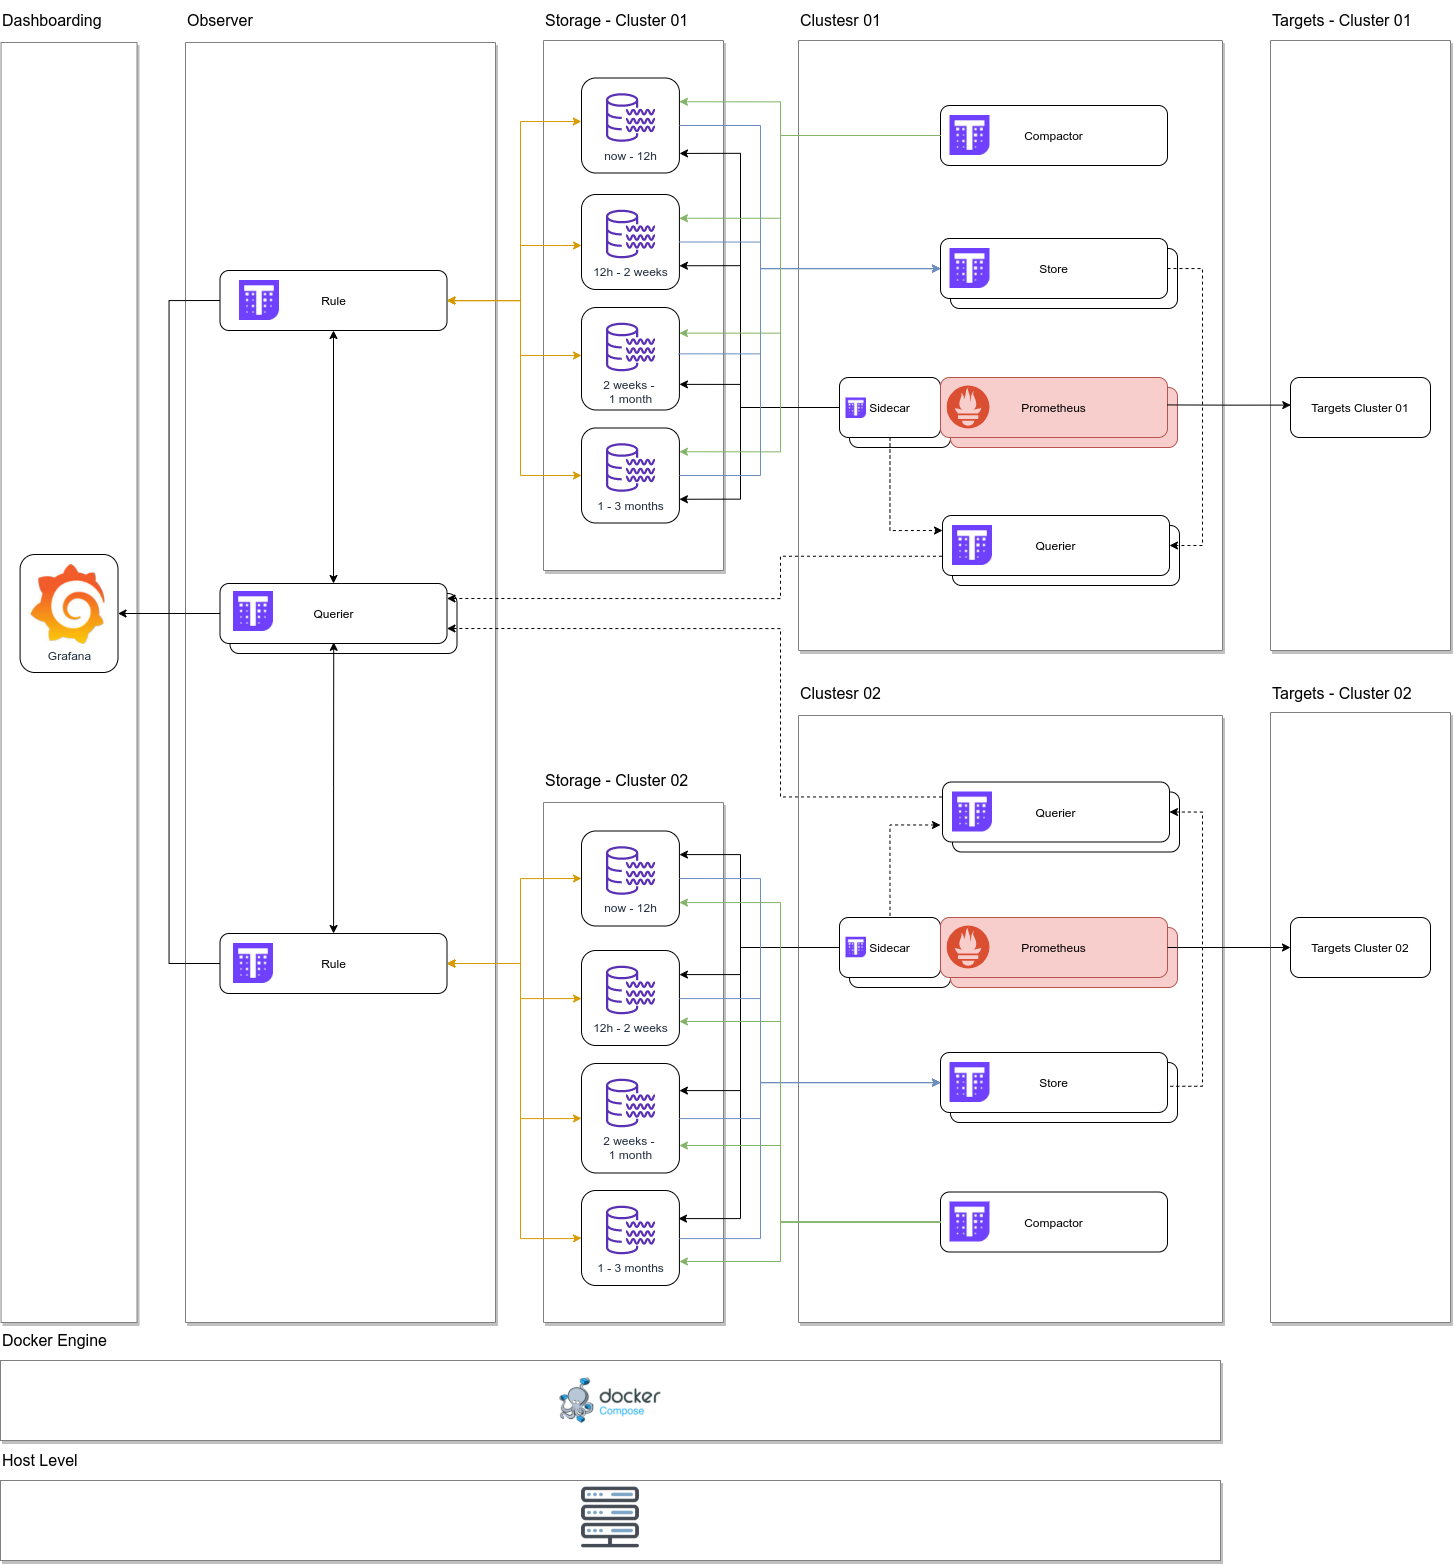 Dashboarding
Observer
Storage - Cluster 01
Clustesr 01
Targets - Cluster 01
now - 12h
Compactor
12h - 2 weeks
Store
Rule
2 weeks -
1 month
Sidecar
Prometheus
Targets Cluster 01
1 - 3 months
Querier
Querier
Grafana
Clustesr 02
Targets - Cluster 02
Storage - Cluster 02
Querier
now - 12h
Sidecar
Prometheus
Targets Cluster 02
Rule
12h - 2 weeks
Store
2 weeks -
1 month
Compactor
1 - 3 months
Docker Engine
docker
Compose
Host Level